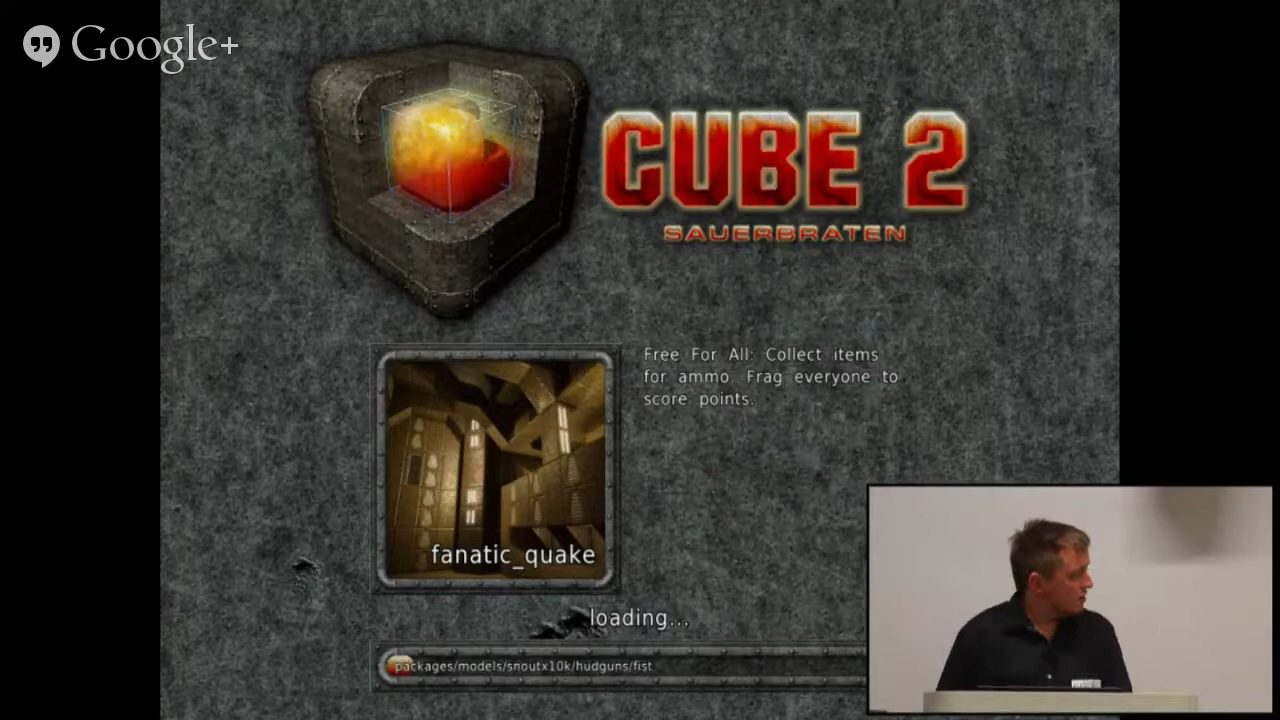 Google+
CUBE 2
SAUERBRATEN
Free For All: Collect items
for ammo. Frag everyone to
score points.
fanatic_quake
loading...
packages/models/snoutx10k/hudguns/fist